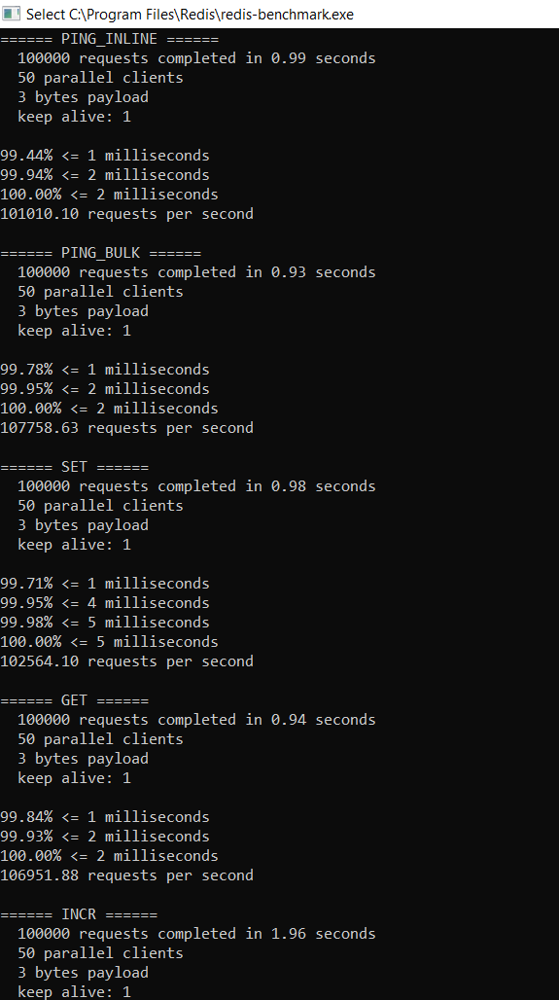 Select C:\Program Files\Redis\redis-benchmark.exe
====== PING_INLINE ======
  100000 requests completed in 0.99 seconds
  50 parallel clients
  3 bytes payload
  keep alive: 1

99.44% <= 1 milliseconds
99.94% <= 2 milliseconds
100.00% <= 2 milliseconds
101010.10 requests per second

====== PING_BULK ======
  100000 requests completed in 0.93 seconds
  50 parallel clients
  3 bytes payload
  keep alive: 1

99.78% <= 1 milliseconds
99.95% <= 2 milliseconds
100.00% <= 2 milliseconds
107758.63 requests per second

====== SET ======
  100000 requests completed in 0.98 seconds
  50 parallel clients
  3 bytes payload
  keep alive: 1

99.71% <= 1 milliseconds
99.95% <= 4 milliseconds
99.98% <= 5 milliseconds
100.00% <= 5 milliseconds
102564.10 requests per second

====== GET ======
  100000 requests completed in 0.94 seconds
  50 parallel clients
  3 bytes payload
  keep alive: 1

99.84% <= 1 milliseconds
99.93% <= 2 milliseconds
100.00% <= 2 milliseconds
106951.88 requests per second

====== INCR ======
  100000 requests completed in 1.96 seconds
  50 parallel clients
  3 bytes payload
  keep alive: 1